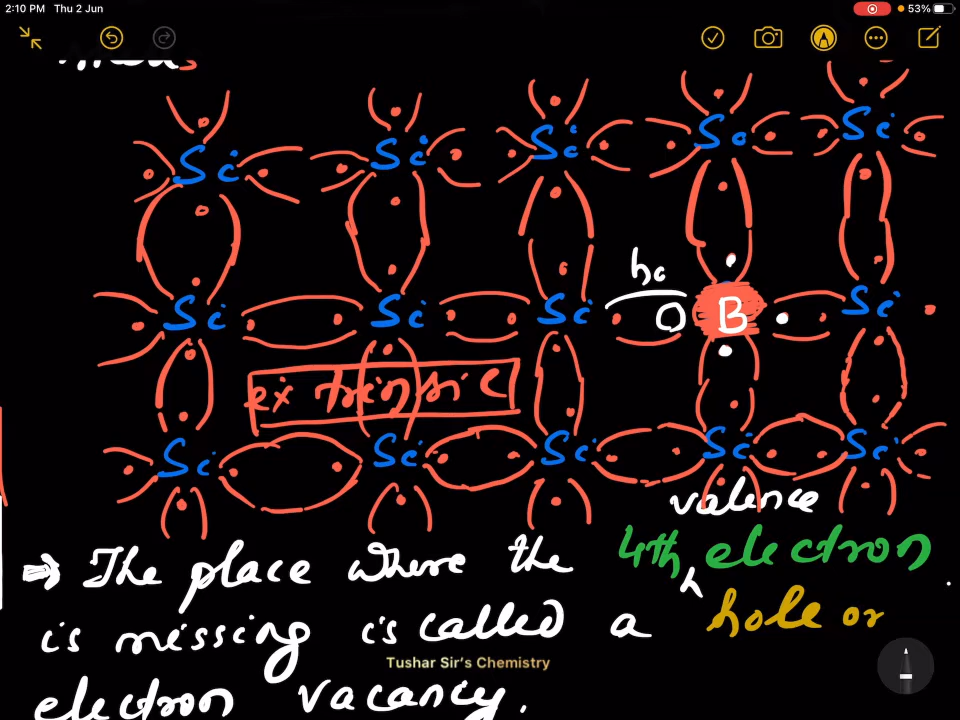 2:10 PM Thu 2 Jun 53%
Si Si Si Si Si
ho
Si Si Si B Si
extrinsic
Si Si Si Si Si
valence
⇒ The place where the 4th electron
is missing is called a hole or
Tushar Sir's Chemistry
electron vacancy.